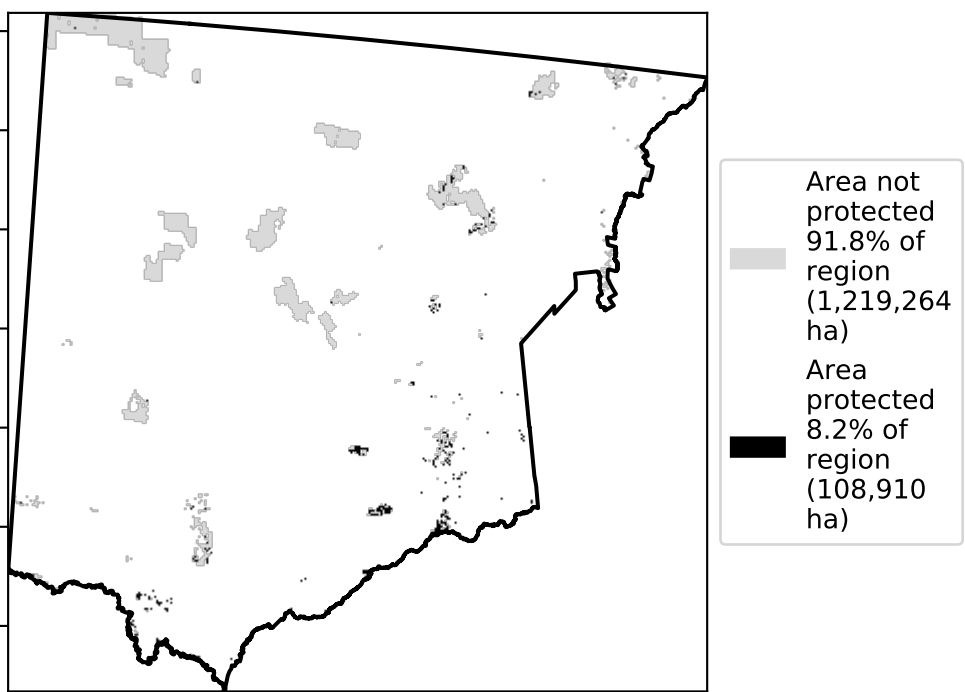 Area not
protected
91.8% of
region
(1,219,264
ha)
Area
protected
8.2% of
region
(108,910
ha)